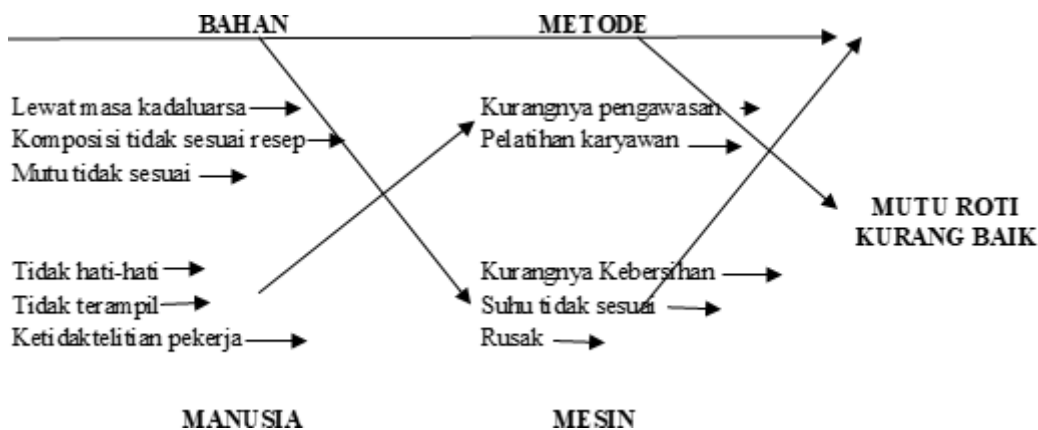 BAHAN METODE
Lewat masa kadaluarsa Kurangnya pengawasan
Komposisi tidak sesuai resep Pelatihan karyawan
Mutu tidak sesuai
MUTU ROTI
KURANG BAIK
Tidak hati-hati Kurangnya Kebersihan
Tidak terampil Suhu tidak sesuai
Ketidaktelitian pekerja Rusak
MANUSIA MESIN